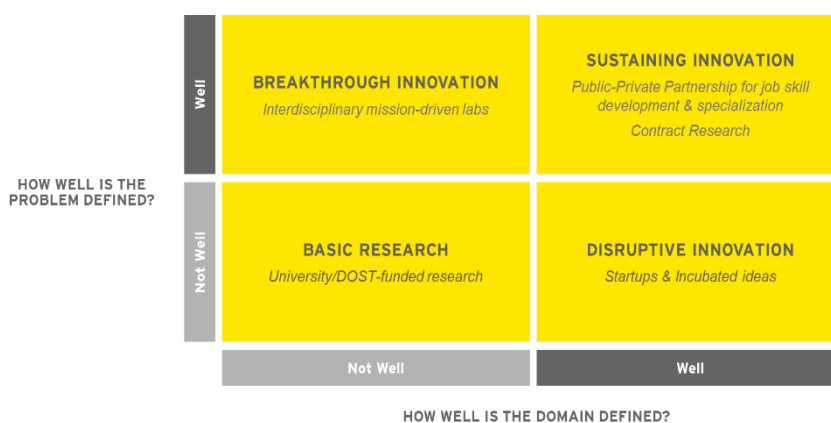 BREAKTHROUGH INNOVATION
Interdisciplinary mission-driven labs
SUSTAINING INNOVATION
Public-Private Partnership for job skill
development & specialization
Contract Research
Well
HOW WELL IS THE
PROBLEM DEFINED?
Not Well
BASIC RESEARCH
University/DOST-funded research
DISRUPTIVE INNOVATION
Startups & Incubated ideas
Not Well
Well
HOW WELL IS THE DOMAIN DEFINED?